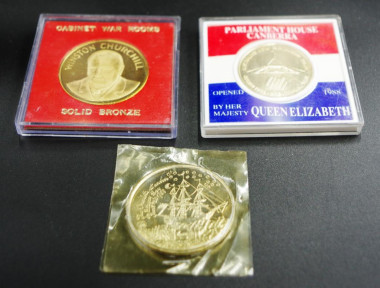 CABINET WAR ROOMS
WINSTON CHURCHILL
SOLID BRONZE
PARLIAMENT HOUSE
CANBERRA
OPENED 1988
BY HER
MAJESTY QUEEN ELIZABETH